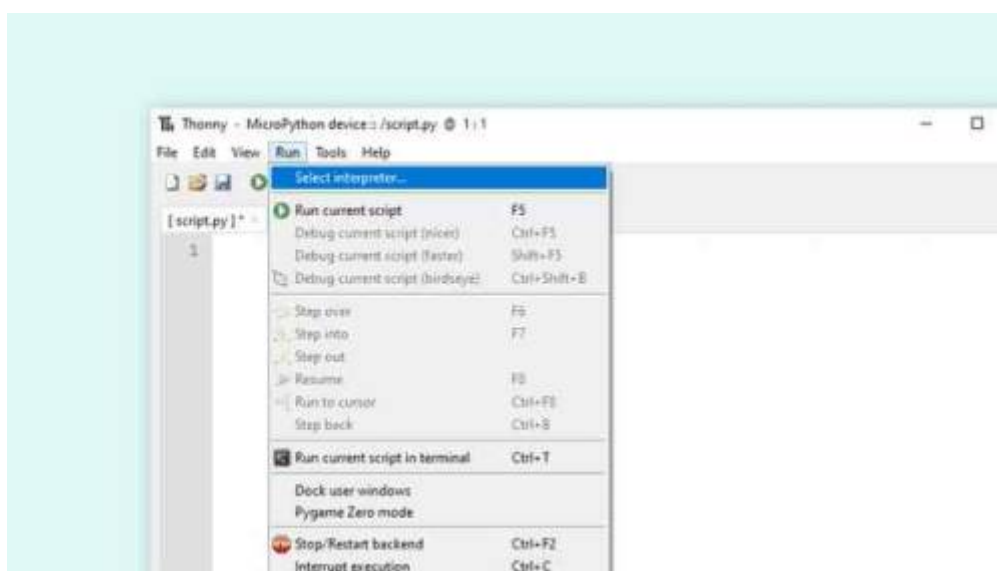 Thonny - MicroPython device :: /script.py @ 1:1
File Edit View Run Tools Help
Select interpreter...
[ script.py ] *
Run current script F5
1
Debug current script (nicer) Ctrl+F5
Debug current script (faster) Shift+F5
Debug current script (birdseye) Ctrl+Shift+B
Step over F6
Step into F7
Step out
Resume F8
Run to cursor Ctrl+F8
Step back Ctrl+B
Run current script in terminal Ctrl+T
Dock user windows
Pygame Zero mode
Stop/Restart backend Ctrl+F2
Interrupt execution Ctrl+C